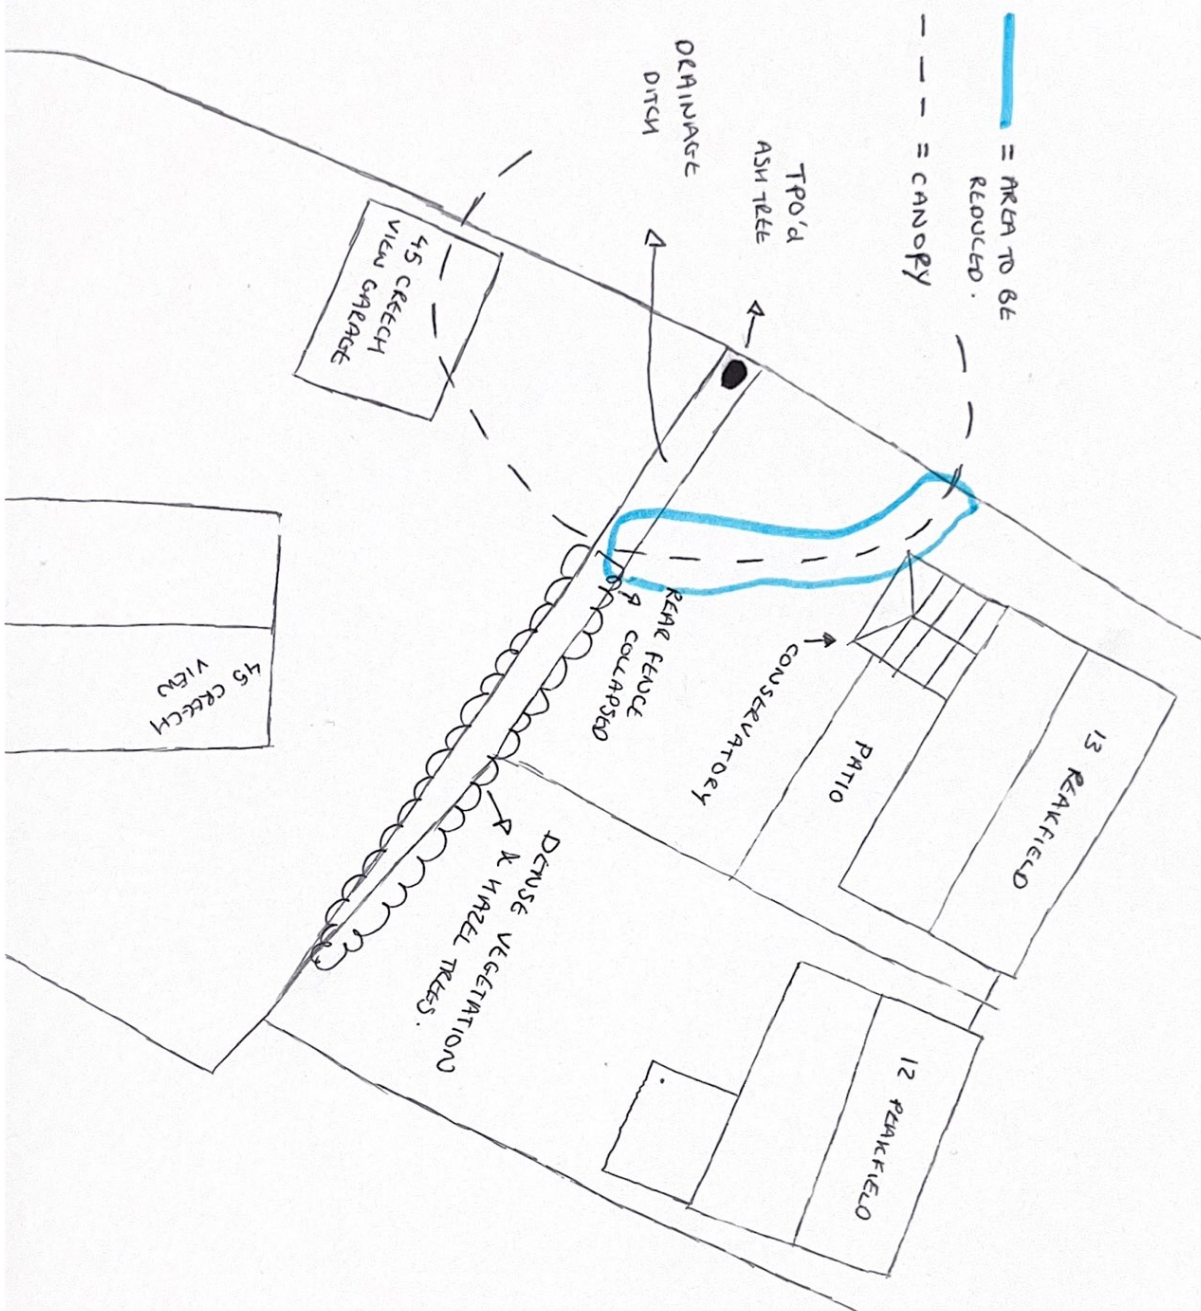 = AREA TO BE
REDUCED.
= CANOPY
TPO'd
ASH TREE
DRAINAGE
DITCH
45 CREECH
VIEW GARAGE
45 CREECH
VIEW
REAR FENCE
COLLAPSED
CONSERVATORY
PATIO
13 REAKFIELD
DENSE VEGETATION
& HAZEL TREES.
12 REAKFIELD